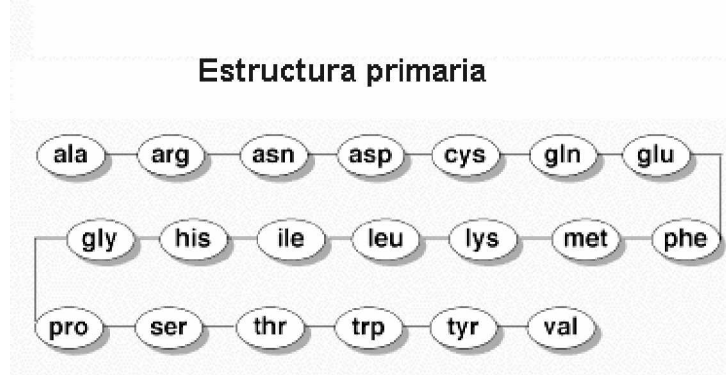 Estructura primaria
ala arg asn asp cys gln glu
gly his ile leu lys met phe
pro ser thr trp tyr val